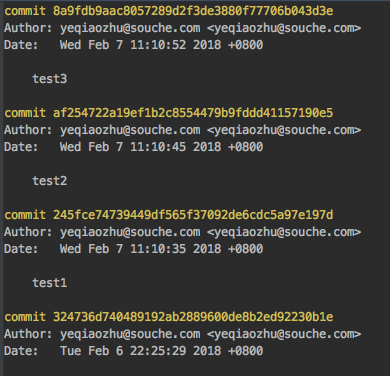 commit 8a9fdb9aac8057289d2f3de3880f77706b043d3e
Author: yeqiaozhu@souche.com <yeqiaozhu@souche.com>
Date:   Wed Feb 7 11:10:52 2018 +0800
test3
commit af254722a19ef1b2c8554479b9fddd41157190e5
Author: yeqiaozhu@souche.com <yeqiaozhu@souche.com>
Date:   Wed Feb 7 11:10:45 2018 +0800
test2
commit 245fce74739449df565f37092de6cdc5a97e197d
Author: yeqiaozhu@souche.com <yeqiaozhu@souche.com>
Date:   Wed Feb 7 11:10:35 2018 +0800
test1
commit 324736d740489192ab2889600de8b2ed92230b1e
Author: yeqiaozhu@souche.com <yeqiaozhu@souche.com>
Date:   Tue Feb 6 22:25:29 2018 +0800